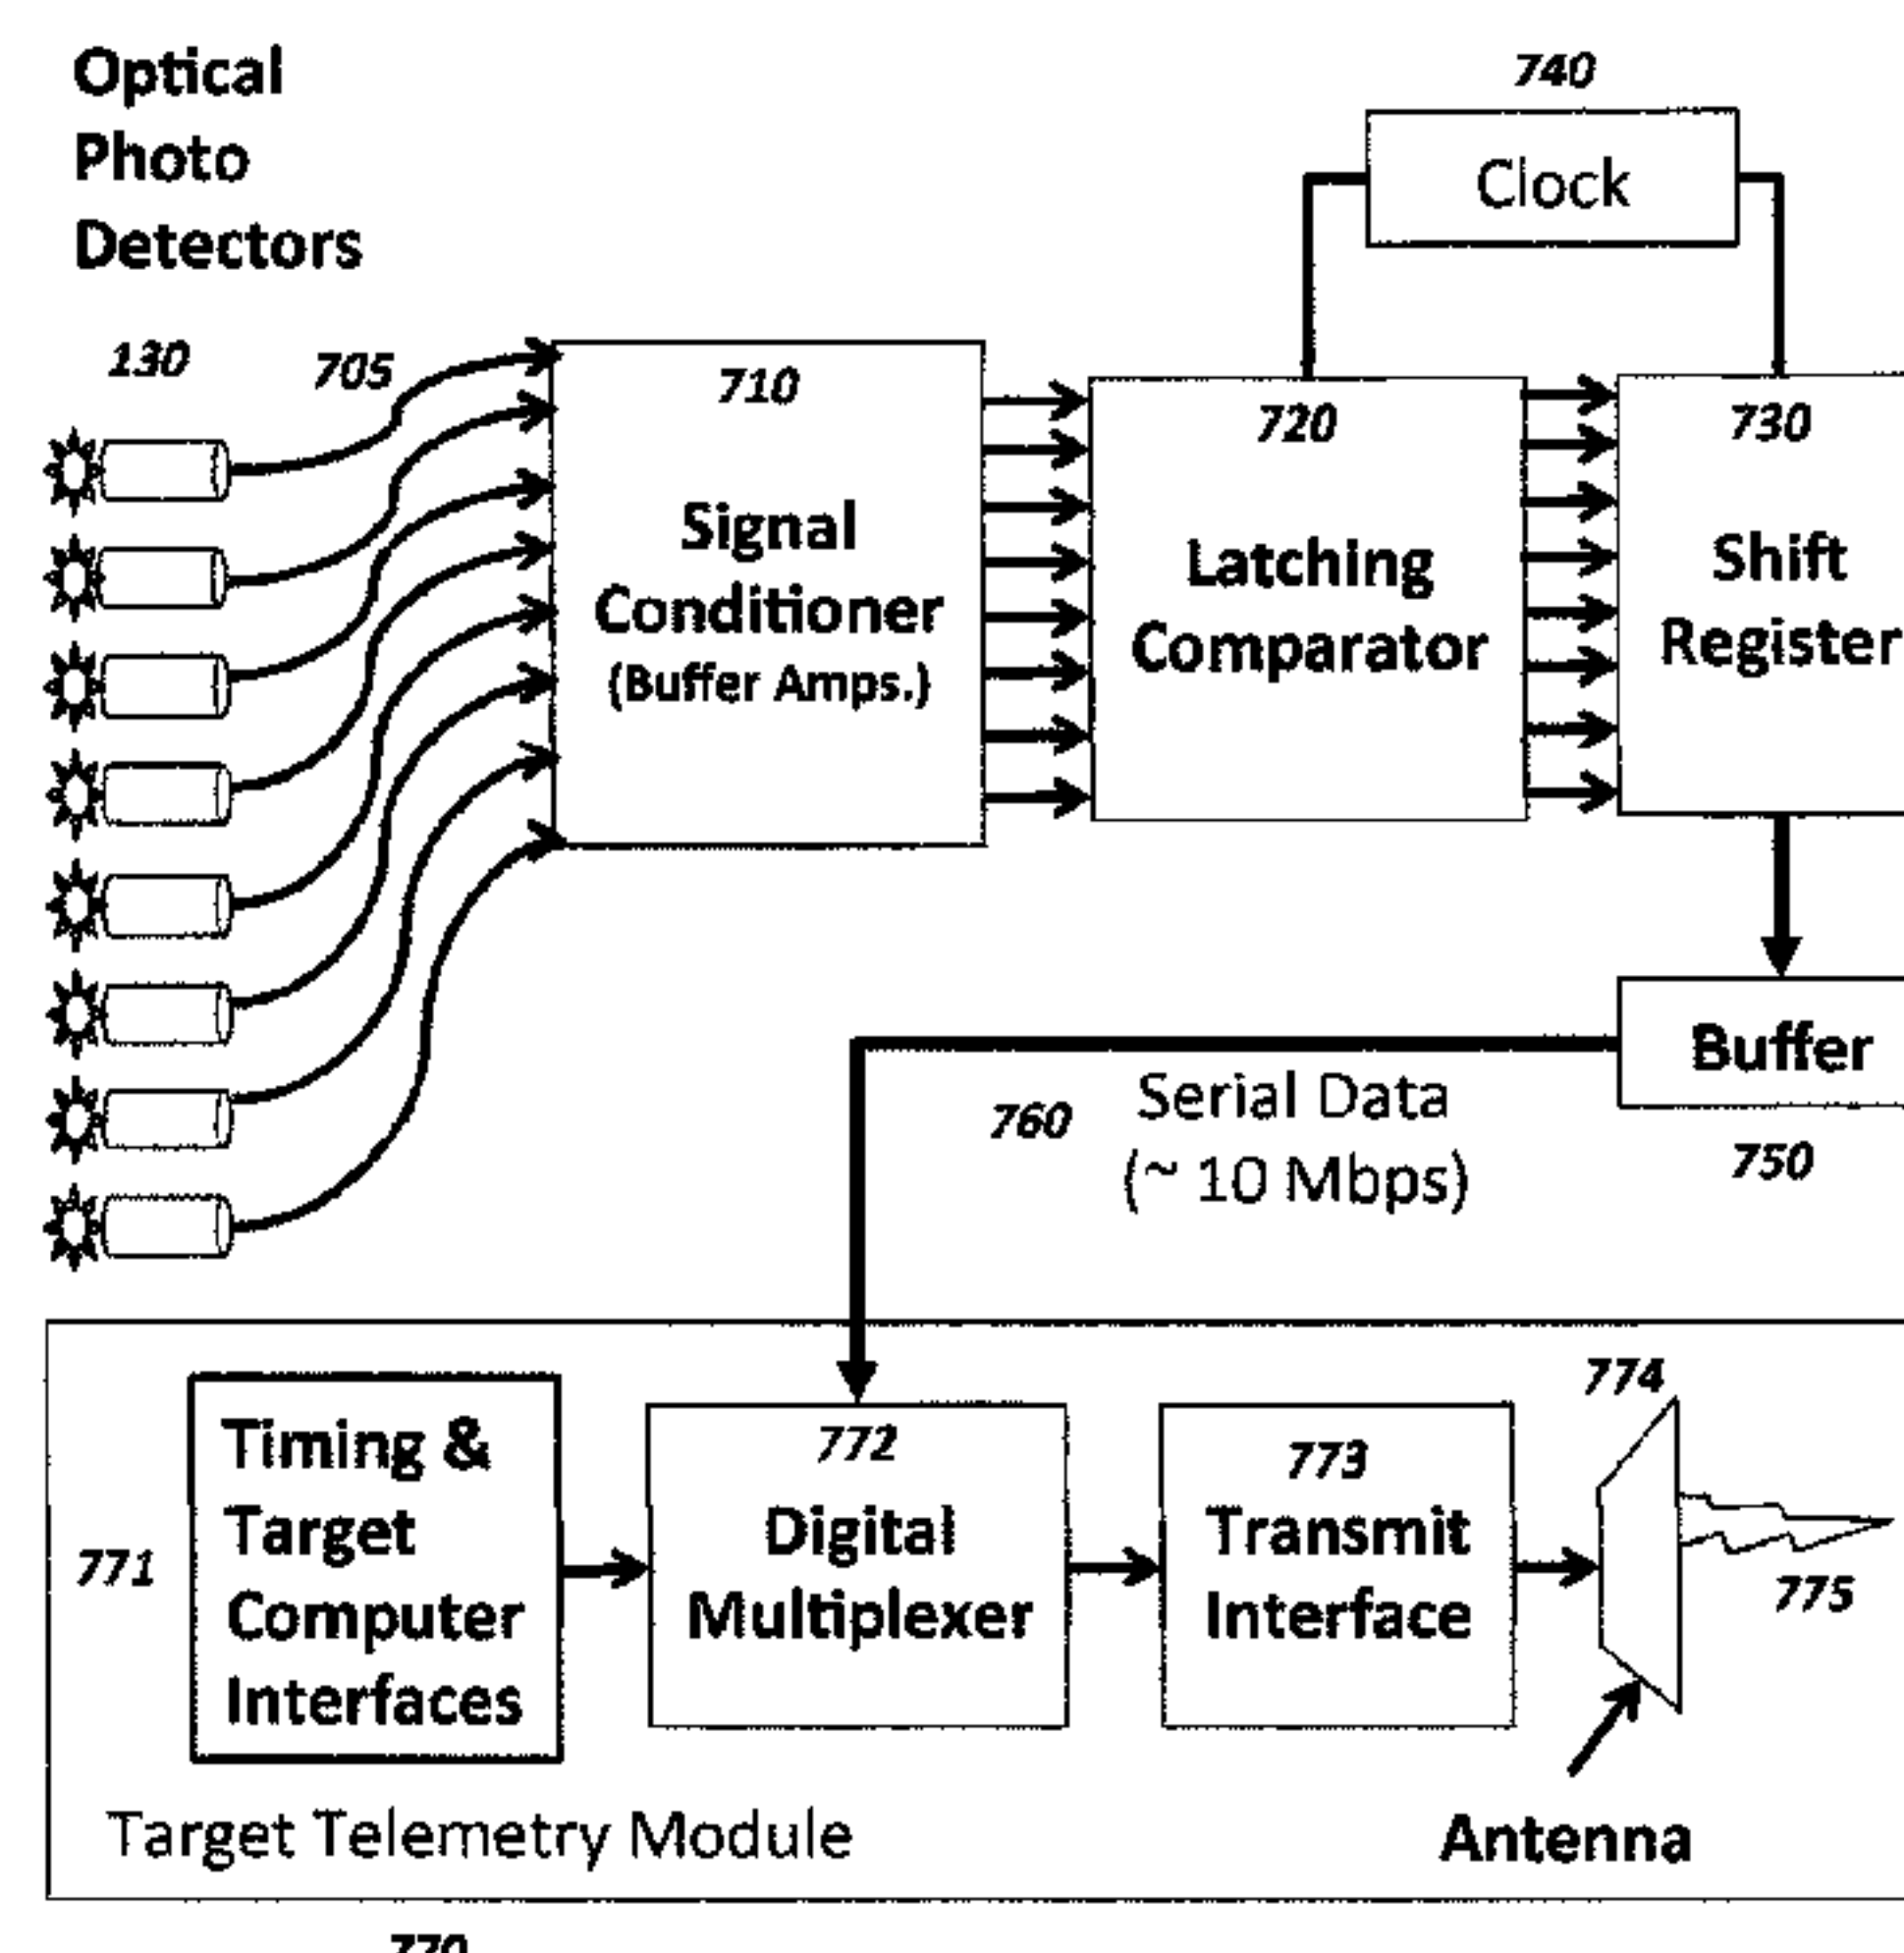 Optical
Photo
Detectors
740
Clock
130
705
710
Signal
Conditioner
(Buffer Amps.)
720
Latching
Comparator
730
Shift
Register
Buffer
750
760
Serial Data
(~ 10 Mbps)
771
Timing &
Target
Computer
Interfaces
772
Digital
Multiplexer
773
Transmit
Interface
774
775
Antenna
Target Telemetry Module
770